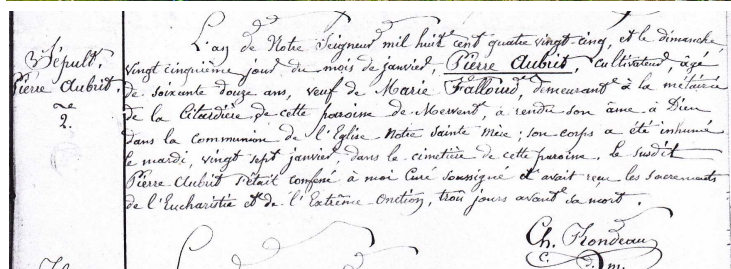 Sépult.
Pierre Aubrit.
2.
L'an de Notre Seigneur mil huit cent quatre vingt-cinq, et le dimanche,
vingt cinquième jour du mois de janvier, Pierre Aubrit, cultivateur, âgé
de soixante douze ans, veuf de Marie Fallourd, demeurant à la métairie
de la Citardière de cette paroisse de Mervent, a rendu son âme à Dieu
dans la communion de l'Eglise Notre Sainte Mère ; son corps a été inhumé
le mardi, vingt sept janvier, dans le cimetière de cette paroisse. Le susdit
Pierre Aubrit s'était confessé à moi Curé soussigné et avait reçu les sacrements
de l'Eucharistie et de l'Extrême Onction, trois jours avant sa mort.
Ch. Rondeau
c. D. m.